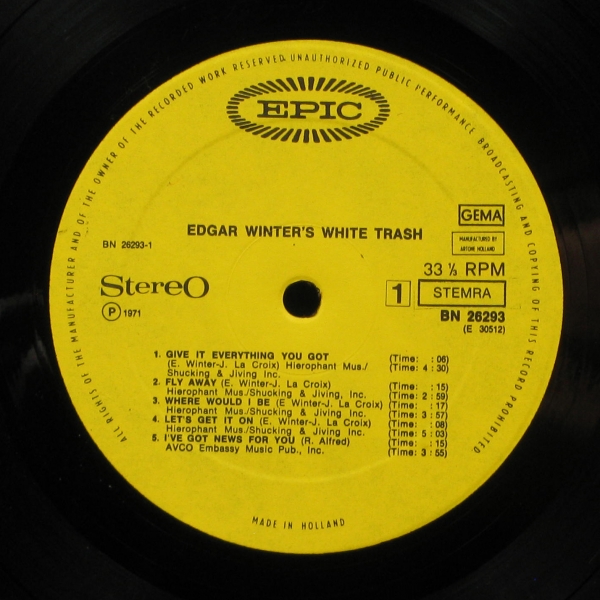 ALL RIGHTS OF THE MANUFACTURER AND OF THE OWNER OF THE RECORDED WORK RESERVED. UNAUTHORIZED PUBLIC PERFORMANCE BROADCASTING AND COPYING OF THIS RECORD PROHIBITED
EPIC
EDGAR WINTER'S WHITE TRASH
GEMA
BN 26293-1
MANUFACTURED BY
ARTONE HOLLAND
33 ⅓ RPM
Stereo
1 STEMRA
Ⓟ 1971
BN 26293
(E 30512)
1. GIVE IT EVERYTHING YOU GOT (Time: :06)
(E. Winter-J. La Croix) Hierophant Mus./ (Time: 4 : 30)
Shucking & Jiving Inc.
2. FLY AWAY (E. Winter-J. La Croix) (Time: :15)
Hierophant Mus./Shucking & Jiving, Inc. (Time: 2 : 59)
3. WHERE WOULD I BE (E Winter-J. La Croix) (Time: : 17)
Hierophant Mus./Shucking & Jiving Inc. (Time: 3 : 57)
4. LET'S GET IT ON (E. Winter-J. La Croix) (Time: :08)
Hierophant Mus./Shucking & Jiving, Inc. (Time: 5 : 03)
5. I'VE GOT NEWS FOR YOU (R. Alfred) (Time: : 15)
AVCO Embassy Music Pub., Inc. (Time: 3 : 55)
MADE IN HOLLAND